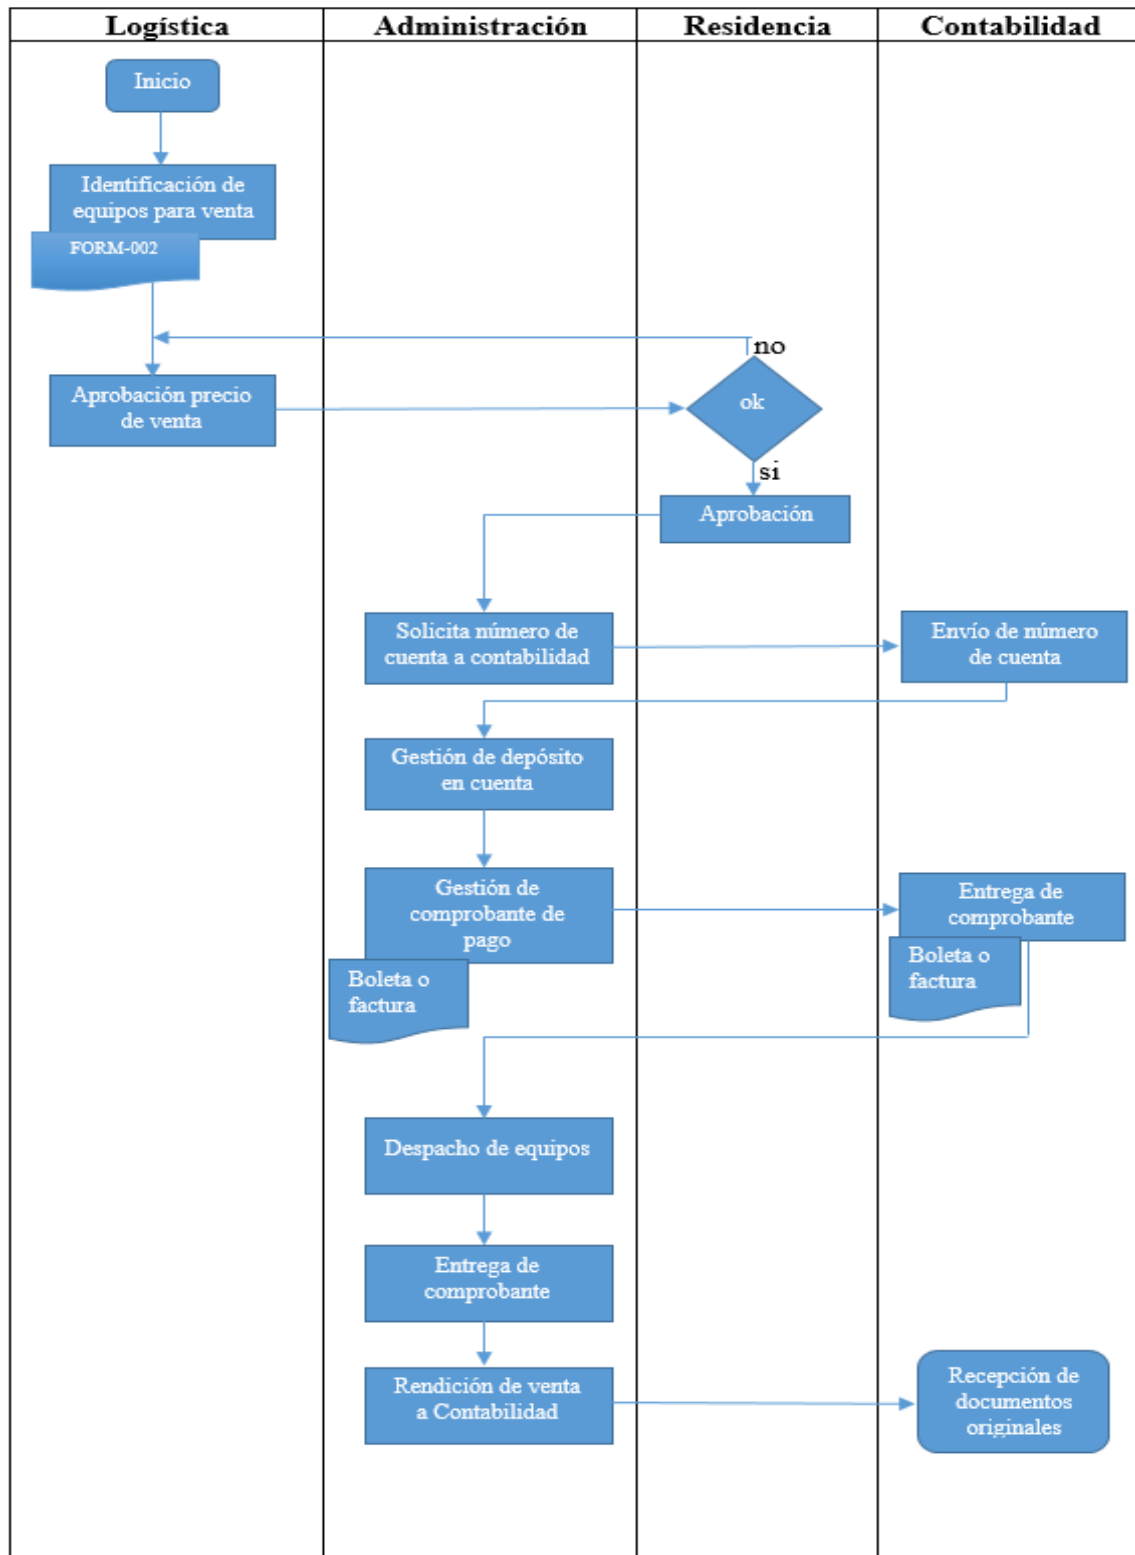 Logística
Administración
Residencia
Contabilidad
Inicio
Identificación de
equipos para venta
FORM-002
no
Aprobación precio
de venta
ok
si
Aprobación
Solicita número de
cuenta a contabilidad
Envío de número
de cuenta
Gestión de depósito
en cuenta
Gestión de
comprobante de
pago
Entrega de
comprobante
Boleta o
factura
Boleta o
factura
Despacho de equipos
Entrega de
comprobante
Rendición de venta
a Contabilidad
Recepción de
documentos
originales